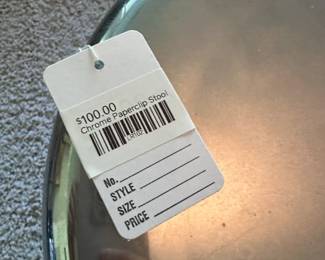 $100.00
Chrome Paperclip Stool
No.
STYLE
SIZE
PRICE